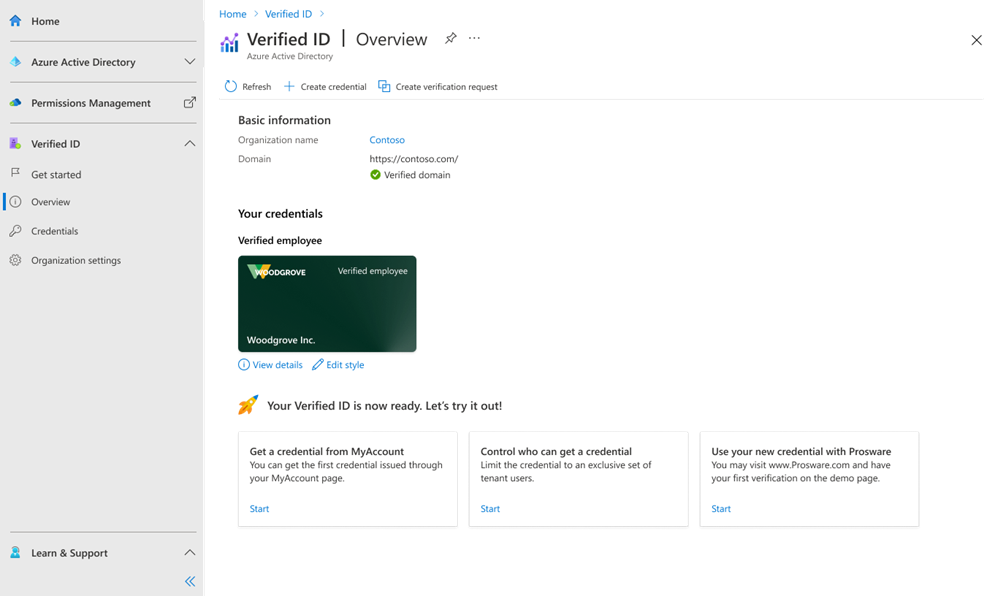 Home
Azure Active Directory
Permissions Management
Verified ID
Get started
Overview
Credentials
Organization settings
Learn & Support
Home > Verified ID >
Verified ID | Overview
Azure Active Directory
Refresh Create credential Create verification request
Basic information
Organization name Contoso
Domain https://contoso.com/
Verified domain
Your credentials
Verified employee
WOODGROVE Verified employee
Woodgrove Inc.
View details Edit style
Your Verified ID is now ready. Let's try it out!
Get a credential from MyAccount
You can get the first credential issued through
your MyAccount page.
Start
Control who can get a credential
Limit the credential to an exclusive set of
tenant users.
Start
Use your new credential with Prosware
You may visit www.Prosware.com and have
your first verification on the demo page.
Start